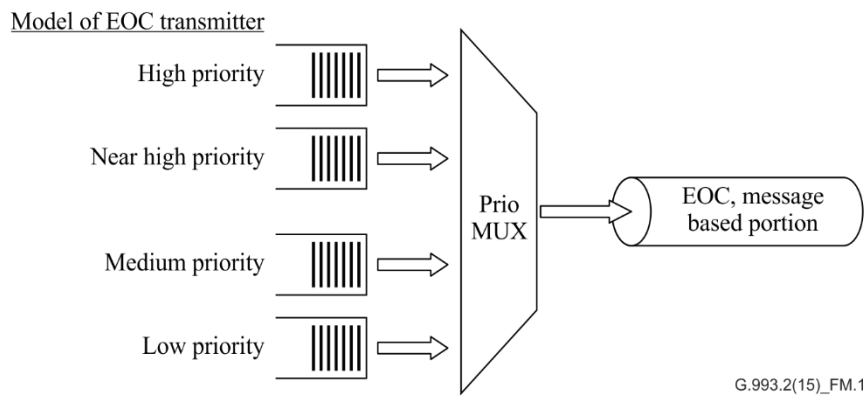 Model of EOC transmitter
High priority
Near high priority
Medium priority
Low priority
Prio
MUX
EOC, message
based portion
G.993.2(15)_FM.1